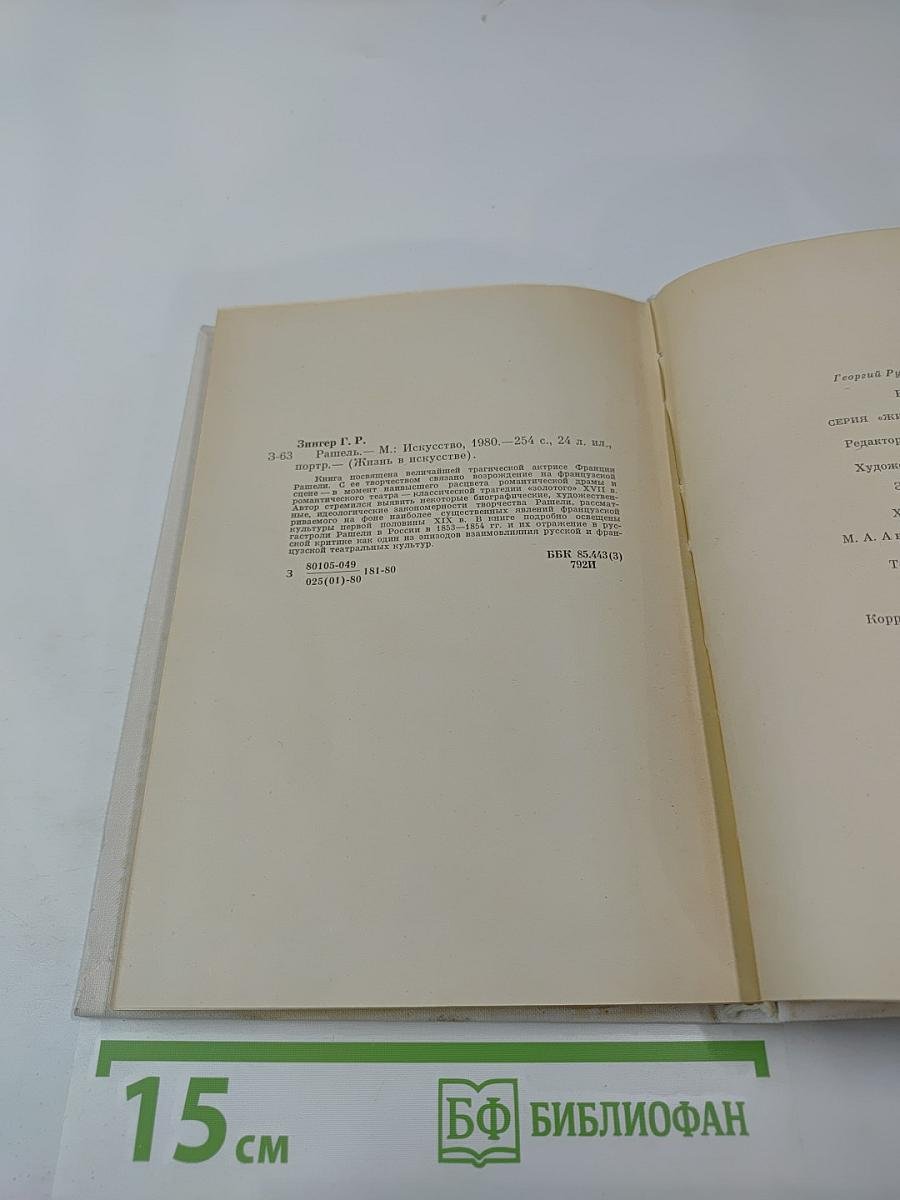 Зингер Г. Р.
З-63 Рашель.— М.: Искусство, 1980.—254 с., 24 л. ил.,
портр.— (Жизнь в искусстве).
Книга посвящена величайшей трагической актрисе Франции
Рашели. С ее творчеством связано возрождение на французской
сцене — в момент наивысшего расцвета романтической драмы и
романтического театра — классической трагедии «золотого» XVII в.
Автор стремился выявить некоторые биографические, художествен-
ные, идеологические закономерности творчества Рашели, рассмат-
риваемого на фоне наиболее существенных явлений французской
культуры первой половины XIX в. В книге подробно освещены
гастроли Рашели в России в 1853—1854 гг. и их отражение в рус-
ской критике как один из эпизодов взаимовлияния русской и фран-
цузской театральных культур.
З 80105-049 181-80
025(01)-80
ББК 85.443(3)
792И
Георгий Ру
СЕРИЯ «ЖИ
Редактор
Художе
М. А. А
Корр
15 см
БФ БИБЛИОФАН